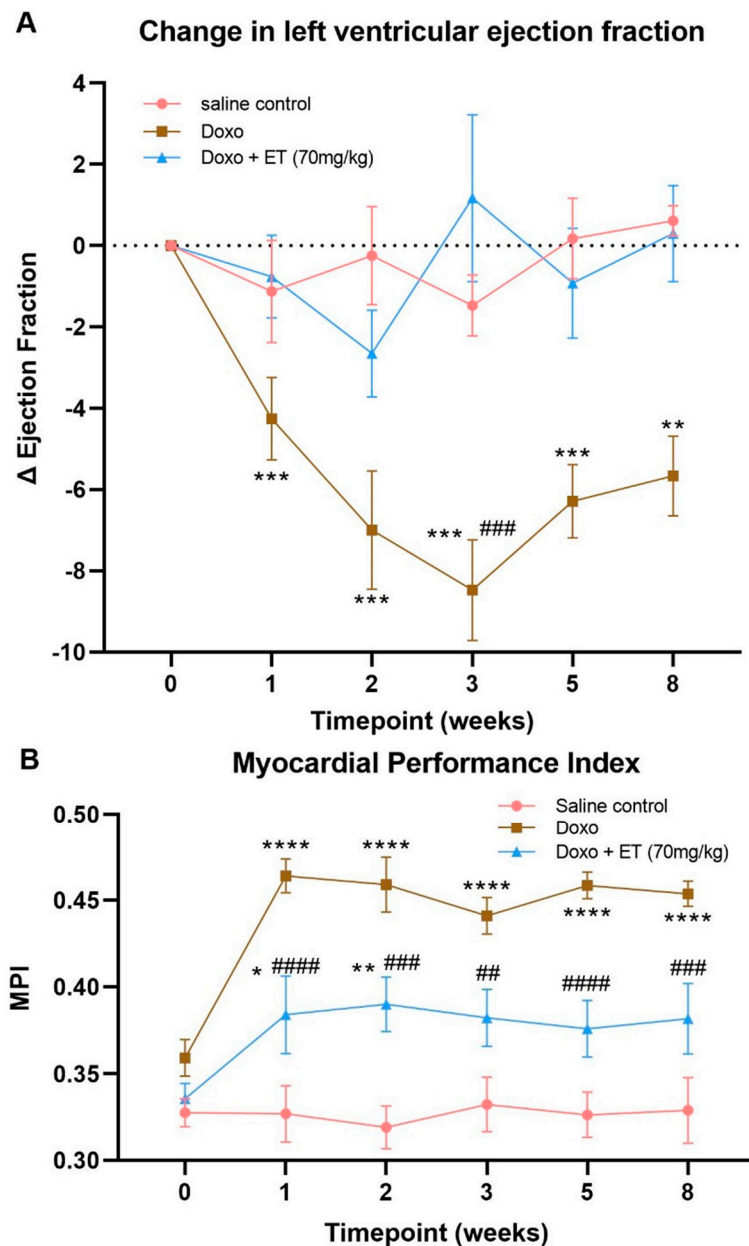 A
Change in left ventricular ejection fraction
4
2
0
-2
-4
-6
-8
-10
Δ Ejection Fraction
saline control
Doxo
Doxo + ET (70mg/kg)
***
***
*** ###
***
**
0 1 2 3 5 8
Timepoint (weeks)
B
Myocardial Performance Index
0.50
0.45
0.40
0.35
0.30
MPI
Saline control
Doxo
Doxo + ET (70mg/kg)
**** **** **** **** ****
* #### ** ### ## #### ###
0 1 2 3 5 8
Timepoint (weeks)